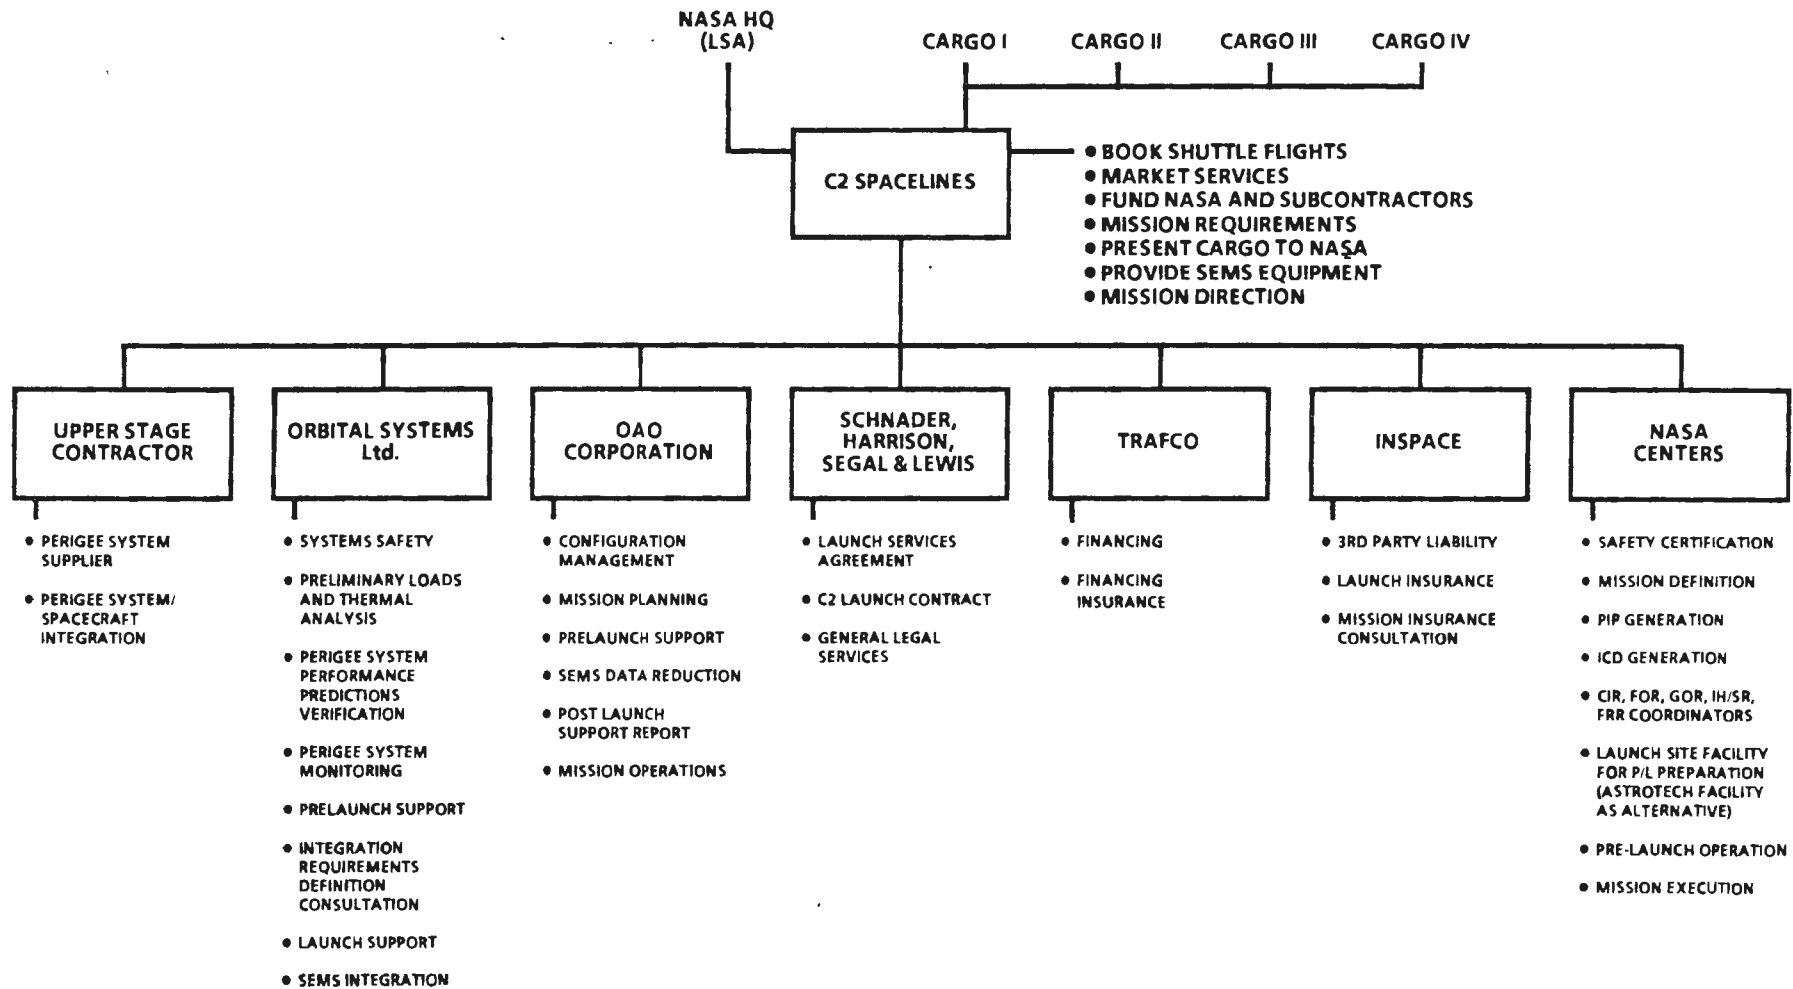 NASA HQ
(LSA)
CARGO I
CARGO II
CARGO III
CARGO IV
C2 SPACELINES
● BOOK SHUTTLE FLIGHTS
● MARKET SERVICES
● FUND NASA AND SUBCONTRACTORS
● MISSION REQUIREMENTS
● PRESENT CARGO TO NASA
● PROVIDE SEMS EQUIPMENT
● MISSION DIRECTION
UPPER STAGE
CONTRACTOR
● PERIGEE SYSTEM
SUPPLIER
● PERIGEE SYSTEM/
SPACECRAFT
INTEGRATION
ORBITAL SYSTEMS
Ltd.
● SYSTEMS SAFETY
● PRELIMINARY LOADS
AND THERMAL
ANALYSIS
● PERIGEE SYSTEM
PERFORMANCE
PREDICTIONS
VERIFICATION
● PERIGEE SYSTEM
MONITORING
● PRELAUNCH SUPPORT
● INTEGRATION
REQUIREMENTS
DEFINITION
CONSULTATION
● LAUNCH SUPPORT
● SEMS INTEGRATION
OAO
CORPORATION
● CONFIGURATION
MANAGEMENT
● MISSION PLANNING
● PRELAUNCH SUPPORT
● SEMS DATA REDUCTION
● POST LAUNCH
SUPPORT REPORT
● MISSION OPERATIONS
SCHNADER,
HARRISON,
SEGAL & LEWIS
● LAUNCH SERVICES
AGREEMENT
● C2 LAUNCH CONTRACT
● GENERAL LEGAL
SERVICES
TRAFCO
● FINANCING
● FINANCING
INSURANCE
INSPACE
● 3RD PARTY LIABILITY
● LAUNCH INSURANCE
● MISSION INSURANCE
CONSULTATION
NASA
CENTERS
● SAFETY CERTIFICATION
● MISSION DEFINITION
● PIP GENERATION
● ICD GENERATION
● CIR, FOR, GOR, IH/SR,
FRR COORDINATORS
● LAUNCH SITE FACILITY
FOR P/L PREPARATION
(ASTROTECH FACILITY
AS ALTERNATIVE)
● PRE-LAUNCH OPERATION
● MISSION EXECUTION